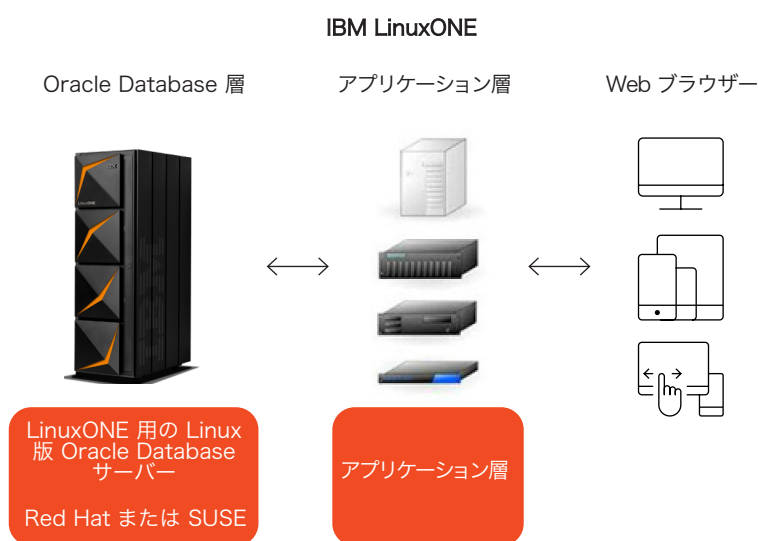 IBM LinuxONE
Oracle Database 層
アプリケーション層
Web ブラウザー
LinuxONE
LinuxONE 用の Linux
版 Oracle Database
サーバー
Red Hat または SUSE
アプリケーション層